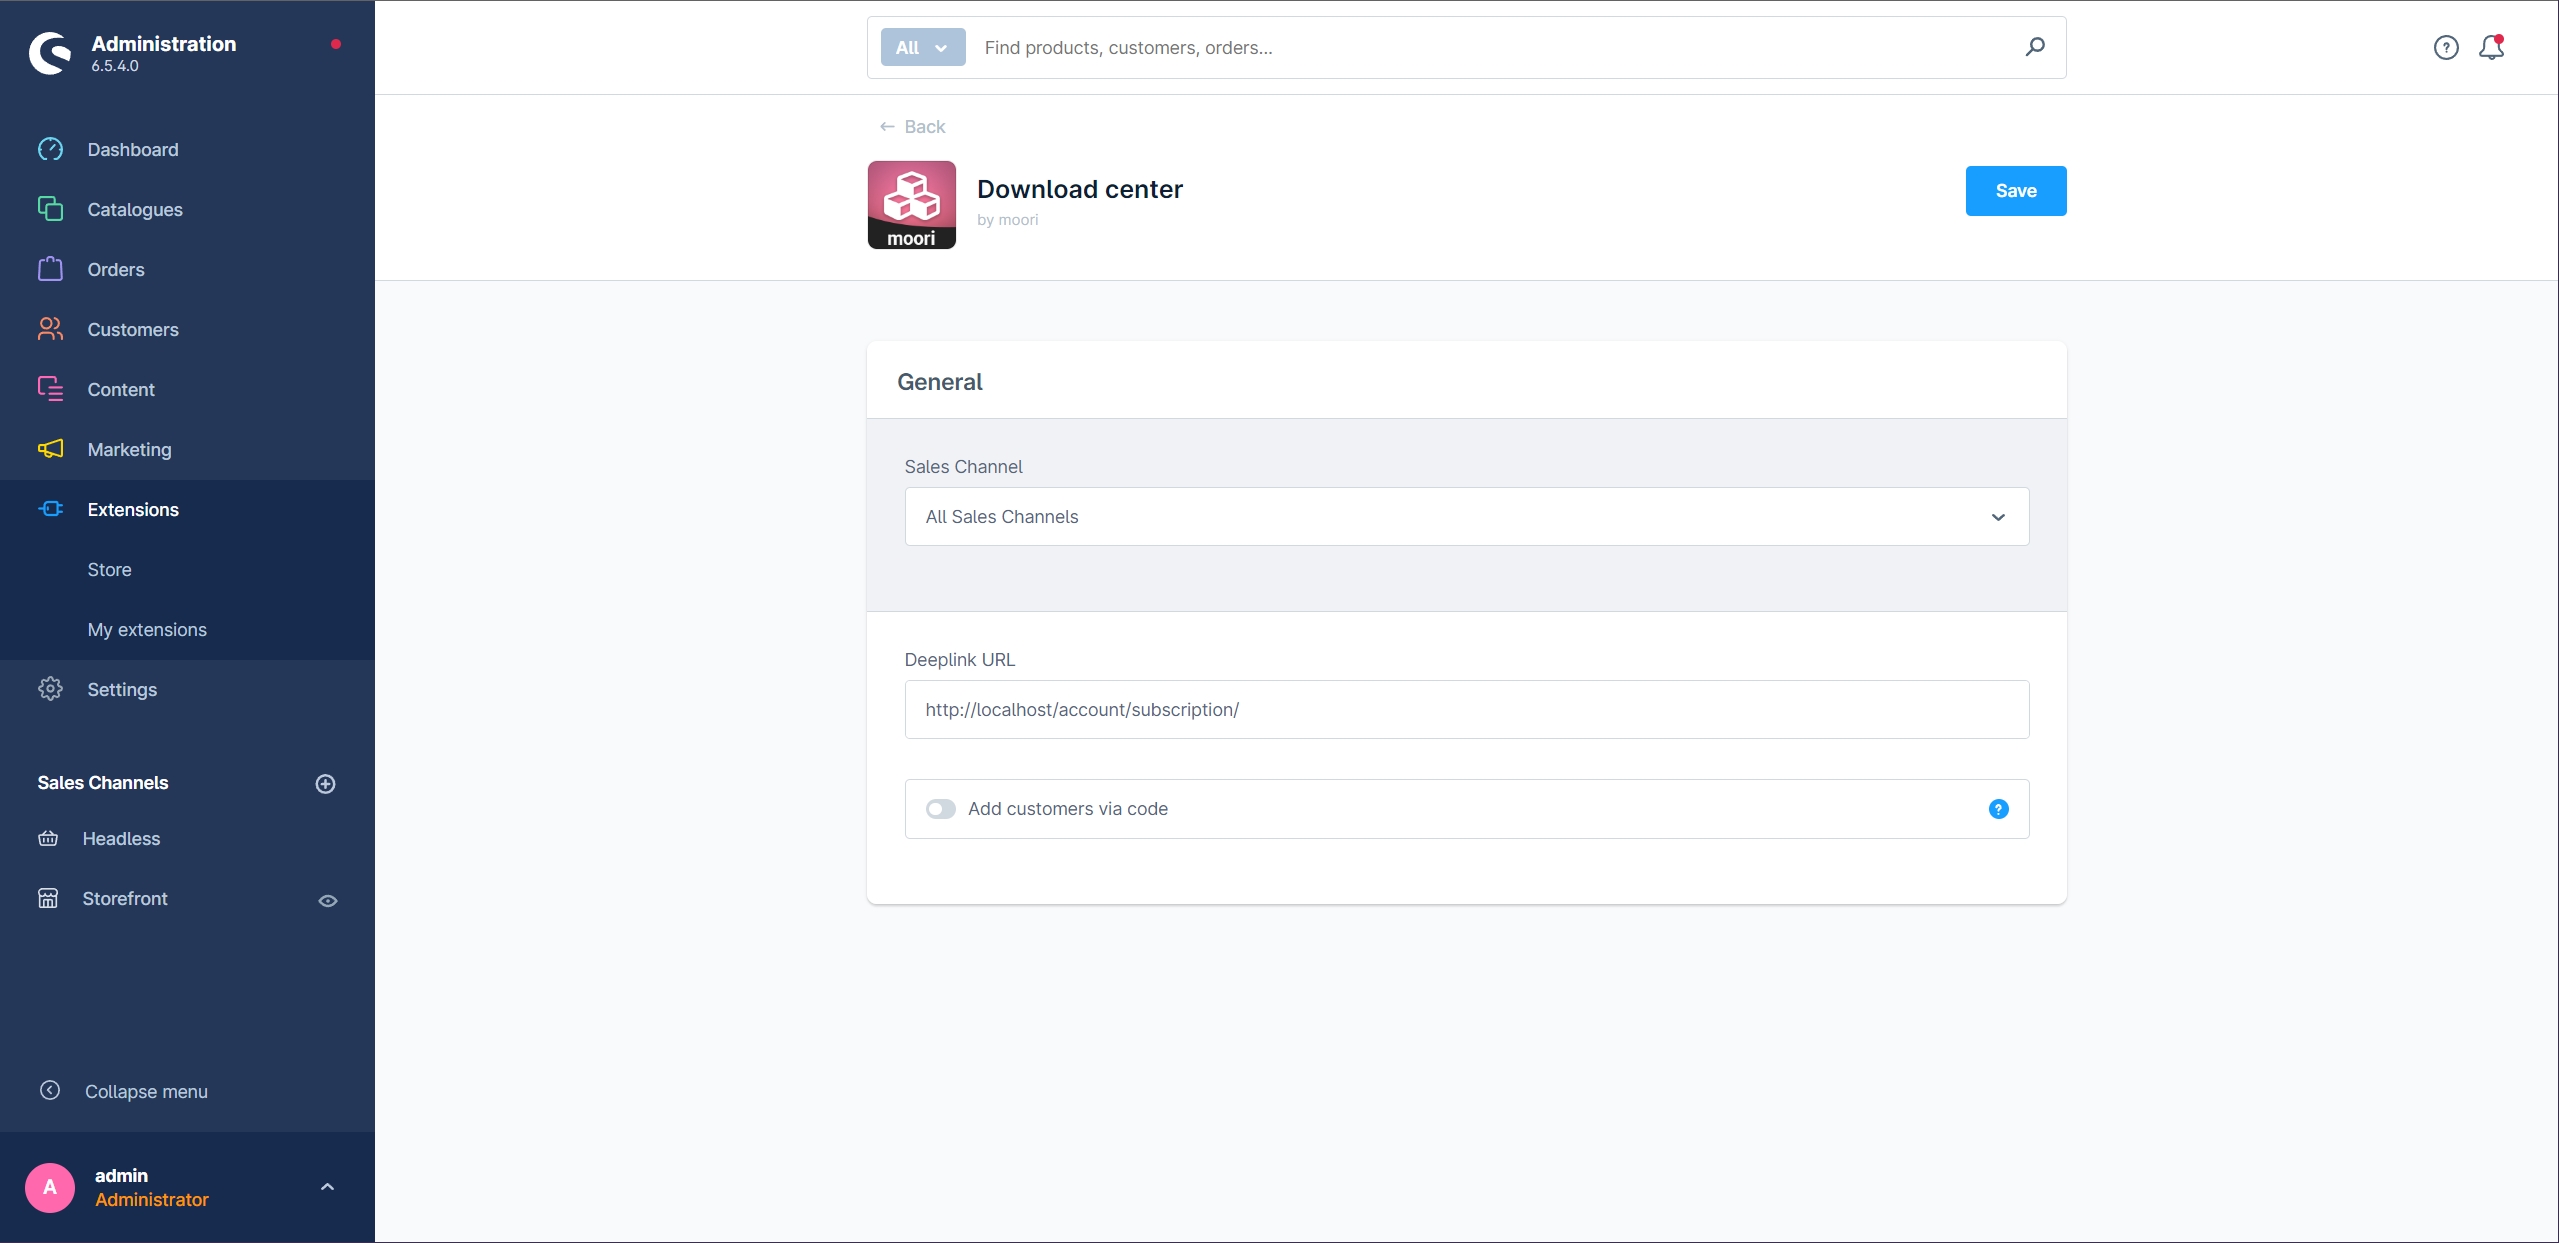 Administration
6.5.4.0
Dashboard
Catalogues
Orders
Customers
Content
Marketing
Extensions
Store
My extensions
Settings
Sales Channels
Headless
Storefront
Collapse menu
A
admin
Administrator
All
Find products, customers, orders...
?
← Back
moori
Download center
by moori
Save
General
Sales Channel
All Sales Channels
Deeplink URL
http://localhost/account/subscription/
Add customers via code
?